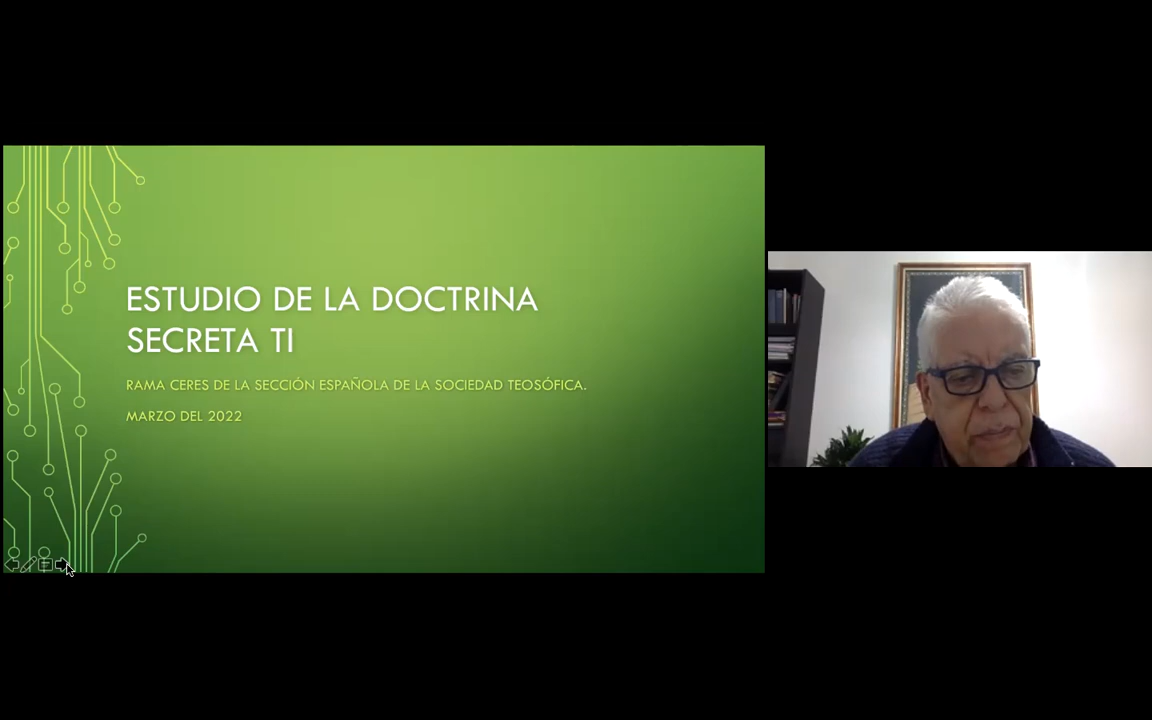 ESTUDIO DE LA DOCTRINA
SECRETA TI
RAMA CERES DE LA SECCIÓN ESPAÑOLA DE LA SOCIEDAD TEOSÓFICA.
MARZO DEL 2022